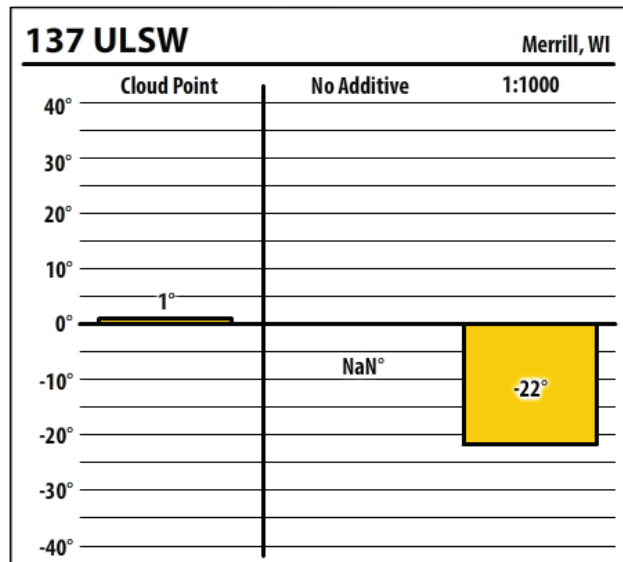 137 ULSW
Merrill, WI
Cloud Point
No Additive
1:1000
40°
30°
20°
10°
1°
0°
NaN°
-10°
-22°
-20°
-30°
-40°